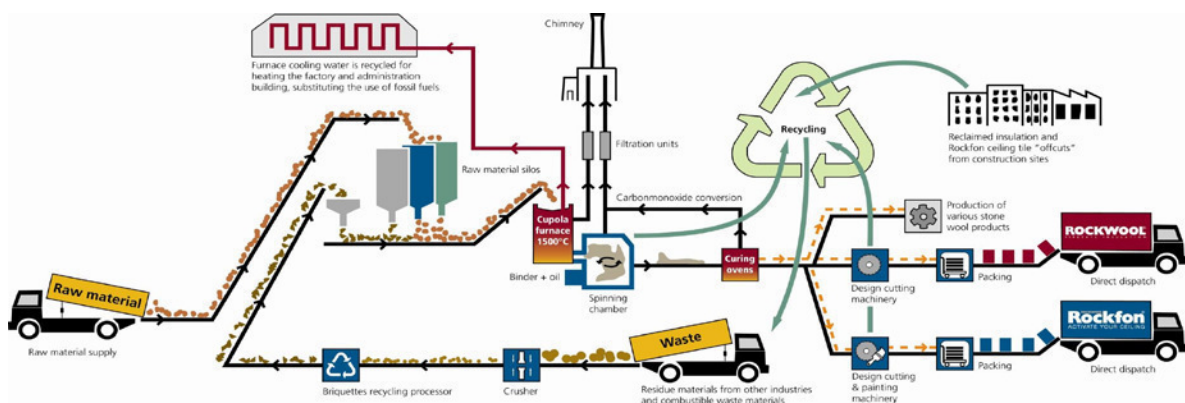 Chimney
Furnace cooling water is recycled for
heating the factory and administration
building, substituting the use of fossil fuels
Recycling
Reclaimed insulation and
Rockfon ceiling tile "offcuts"
from construction sites
Filtration units
Raw material silos
Carbonmonoxide conversion
Cupola
furnace
1500°C
Production of
various stone
wool products
ROCKWOOL
Binder + oil
Spinning
chamber
Curing
ovens
Design cutting
machinery
Packing
Direct dispatch
Raw material
Raw material supply
Rockfon
ACTIVATE YOUR CEILING
Waste
Briquettes recycling processor
Crusher
Residue materials from other industries
and combustible waste materials
Design cutting
& painting
machinery
Packing
Direct dispatch